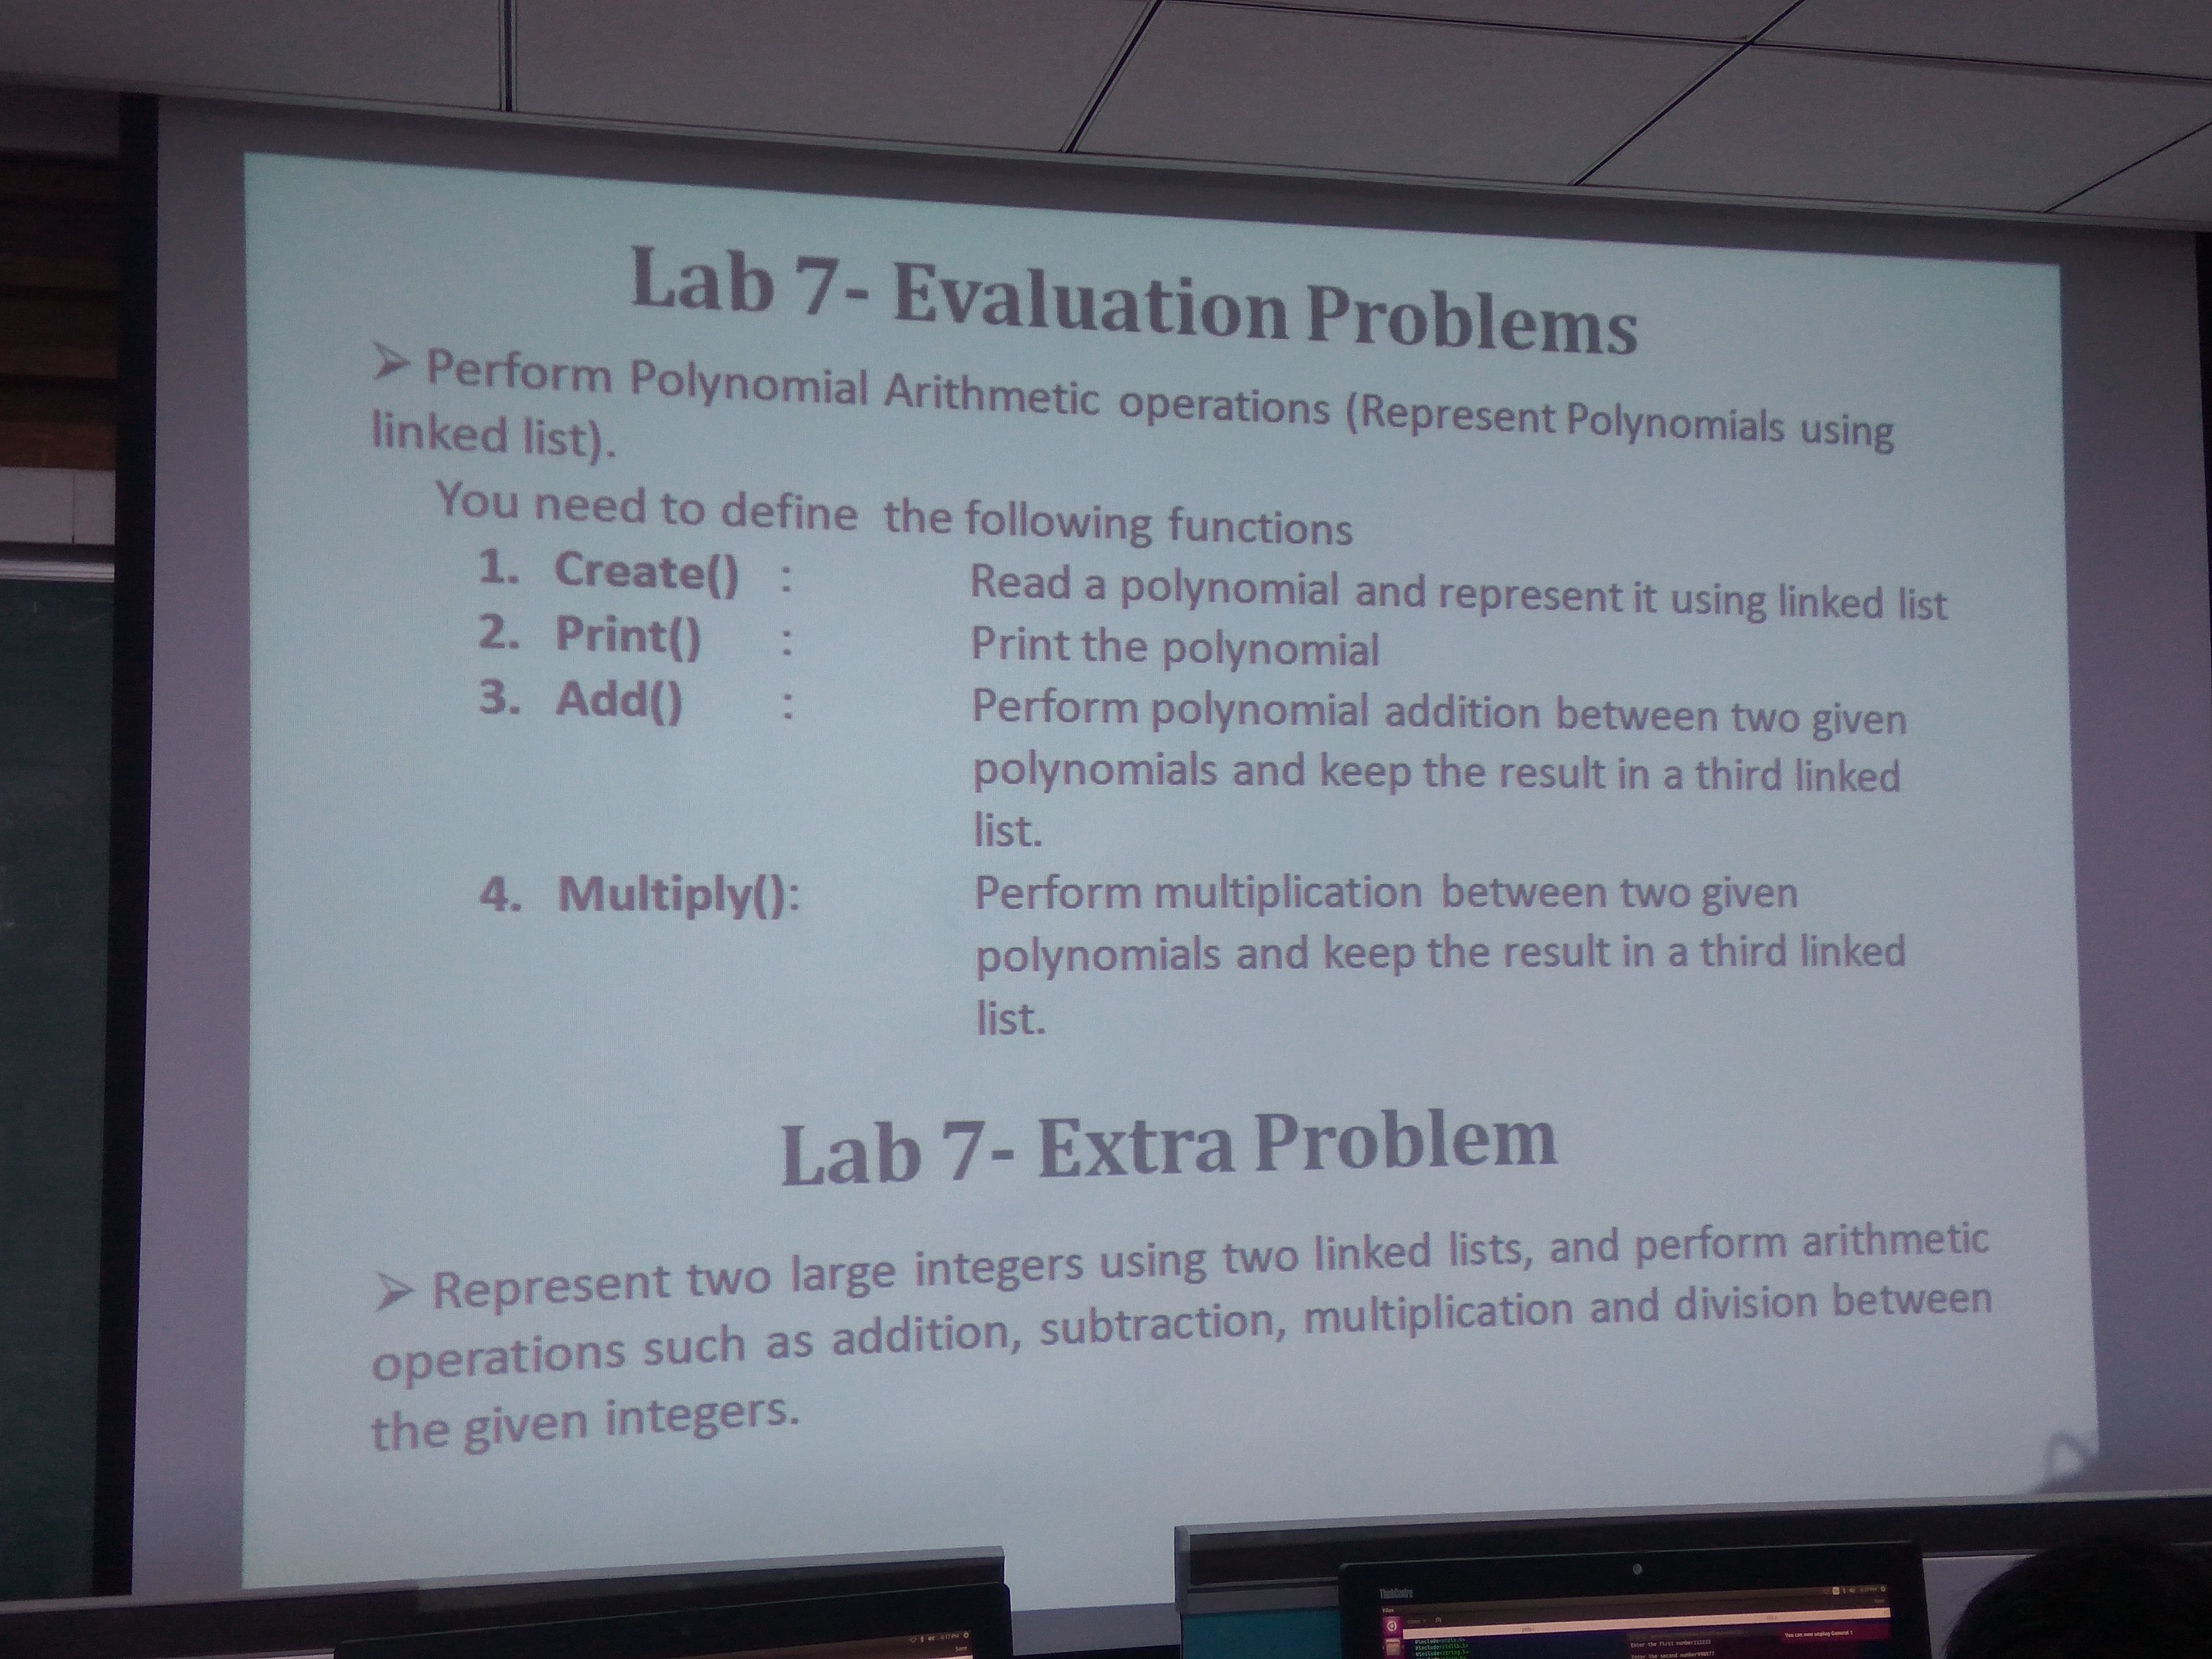 Lab 7- Evaluation Problems
➢ Perform Polynomial Arithmetic operations (Represent Polynomials using
linked list).
You need to define the following functions
1. Create() : Read a polynomial and represent it using linked list
2. Print() : Print the polynomial
3. Add() : Perform polynomial addition between two given
polynomials and keep the result in a third linked
list.
4. Multiply(): Perform multiplication between two given
polynomials and keep the result in a third linked
list.
Lab 7- Extra Problem
➢ Represent two large integers using two linked lists, and perform arithmetic
operations such as addition, subtraction, multiplication and division between
the given integers.
ThinkCentre